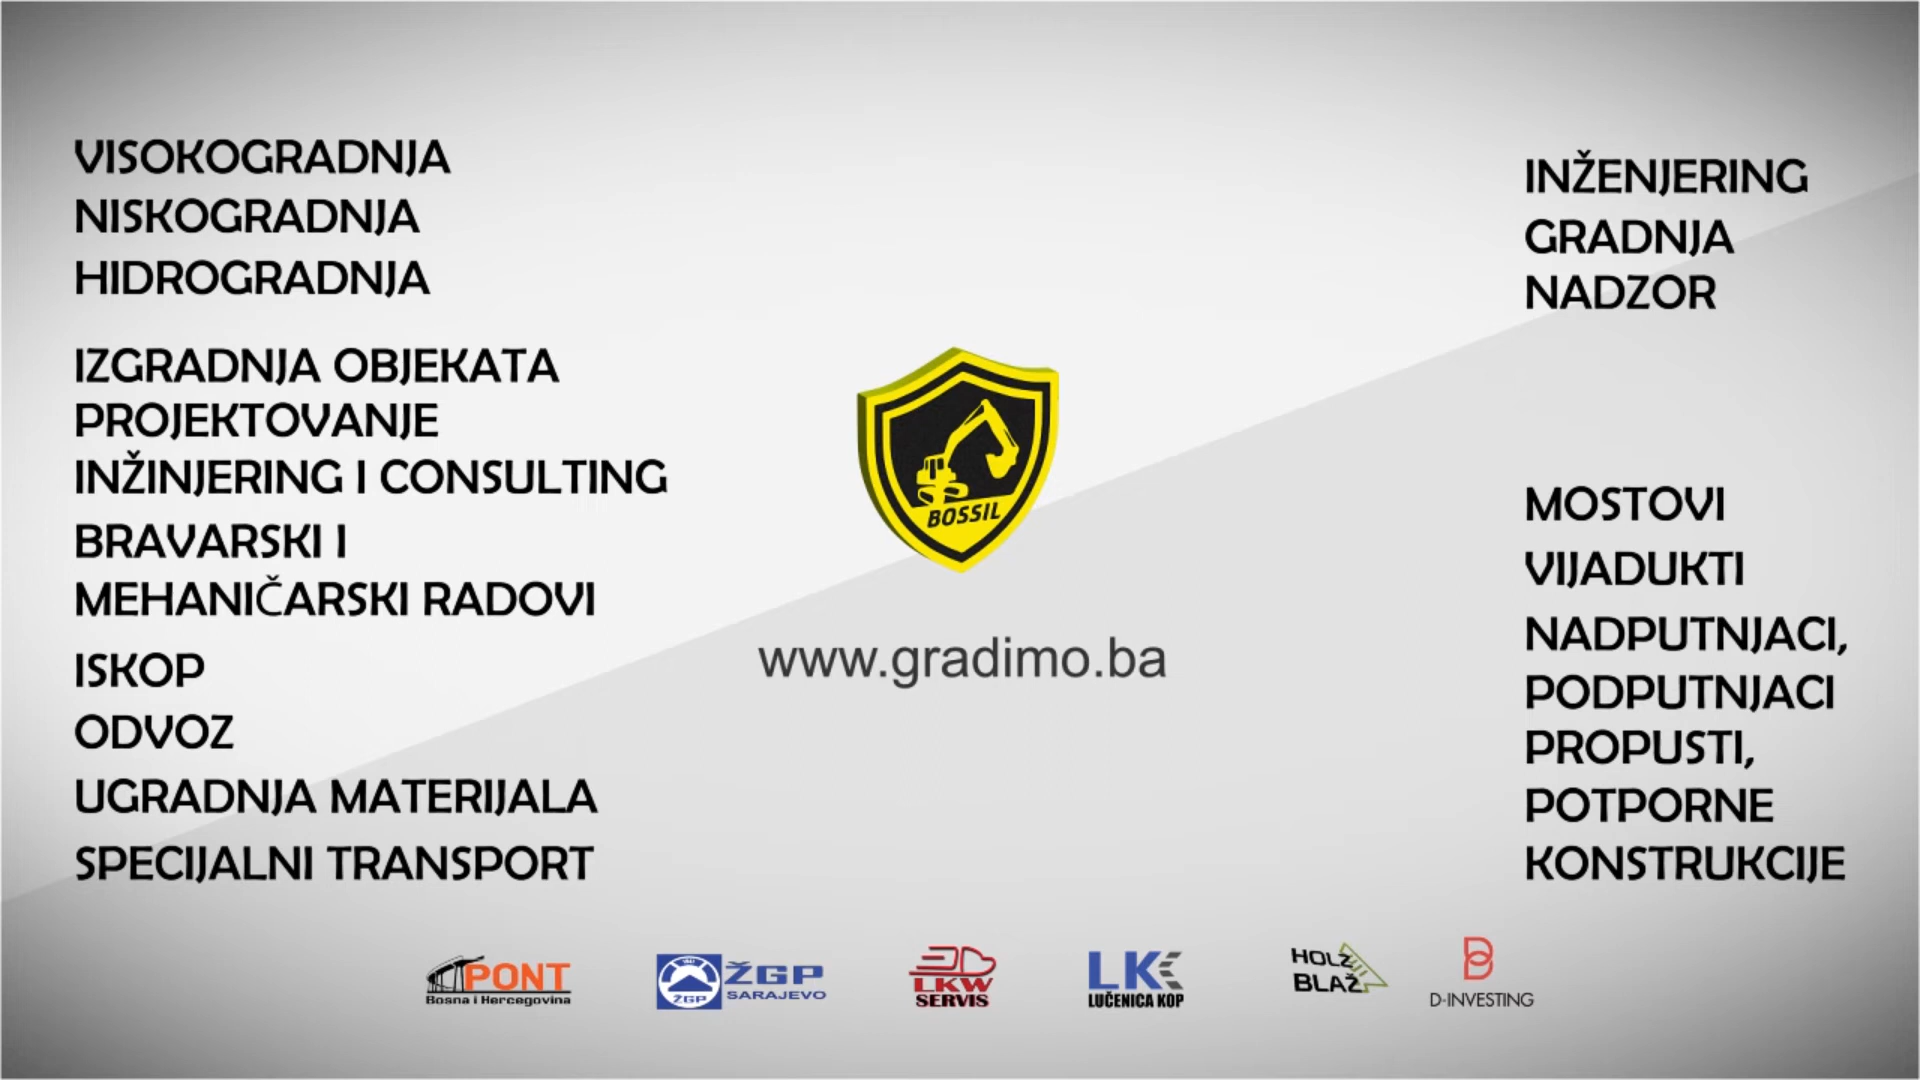 VISOKOGRADNJA
NISKOGRADNJA
HIDROGRADNJA
IZGRADNJA OBJEKATA
PROJEKTOVANJE
INŽINJERING I CONSULTING
BRAVARSKI I
MEHANIČARSKI RADOVI
ISKOP
ODVOZ
UGRADNJA MATERIJALA
SPECIJALNI TRANSPORT
BOSSIL
www.gradimo.ba
INŽENJERING
GRADNJA
NADZOR
MOSTOVI
VIJADUKTI
NADPUTNJACI,
PODPUTNJACI
PROPUSTI,
POTPORNE
KONSTRUKCIJE
PONT
Bosna i Hercegovina
1947
ŽGP
ŽGP
SARAJEVO
LKW
SERVIS
LK
LUČENICA KOP
HOLZ
BLAŽ
D-INVESTING